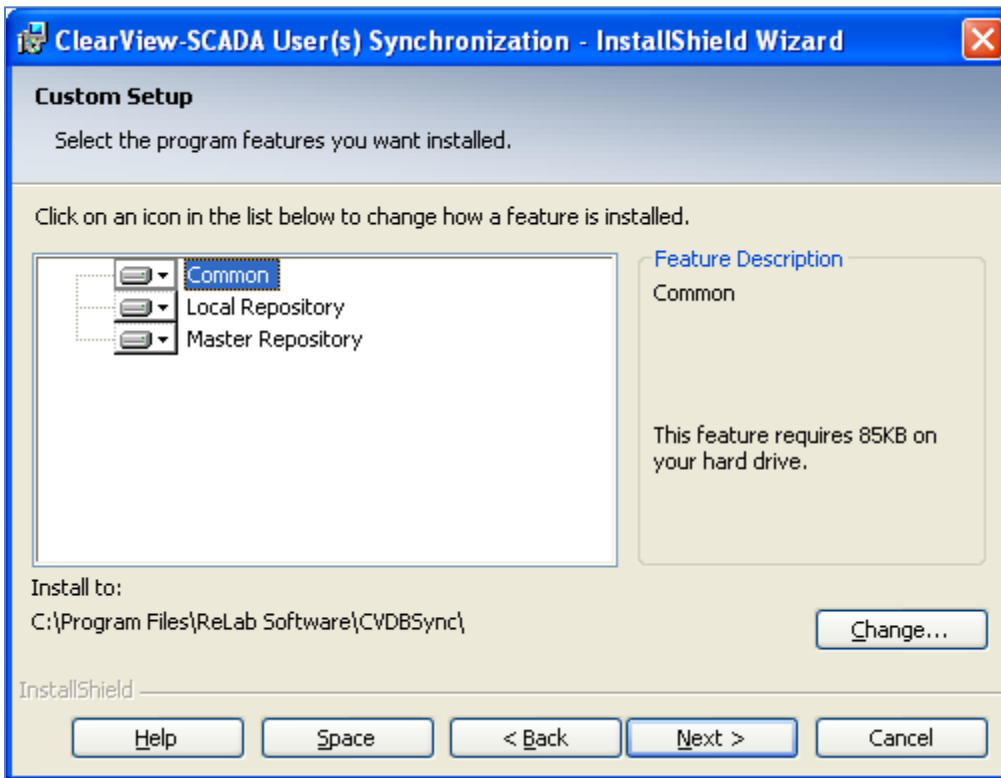 ClearView-SCADA User(s) Synchronization - InstallShield Wizard
Custom Setup
Select the program features you want installed.
Click on an icon in the list below to change how a feature is installed.
Common
Local Repository
Master Repository
Feature Description
Common
This feature requires 85KB on
your hard drive.
Install to:
C:\Program Files\ReLab Software\CVDBSync\
Change...
InstallShield
Help
Space
< Back
Next >
Cancel